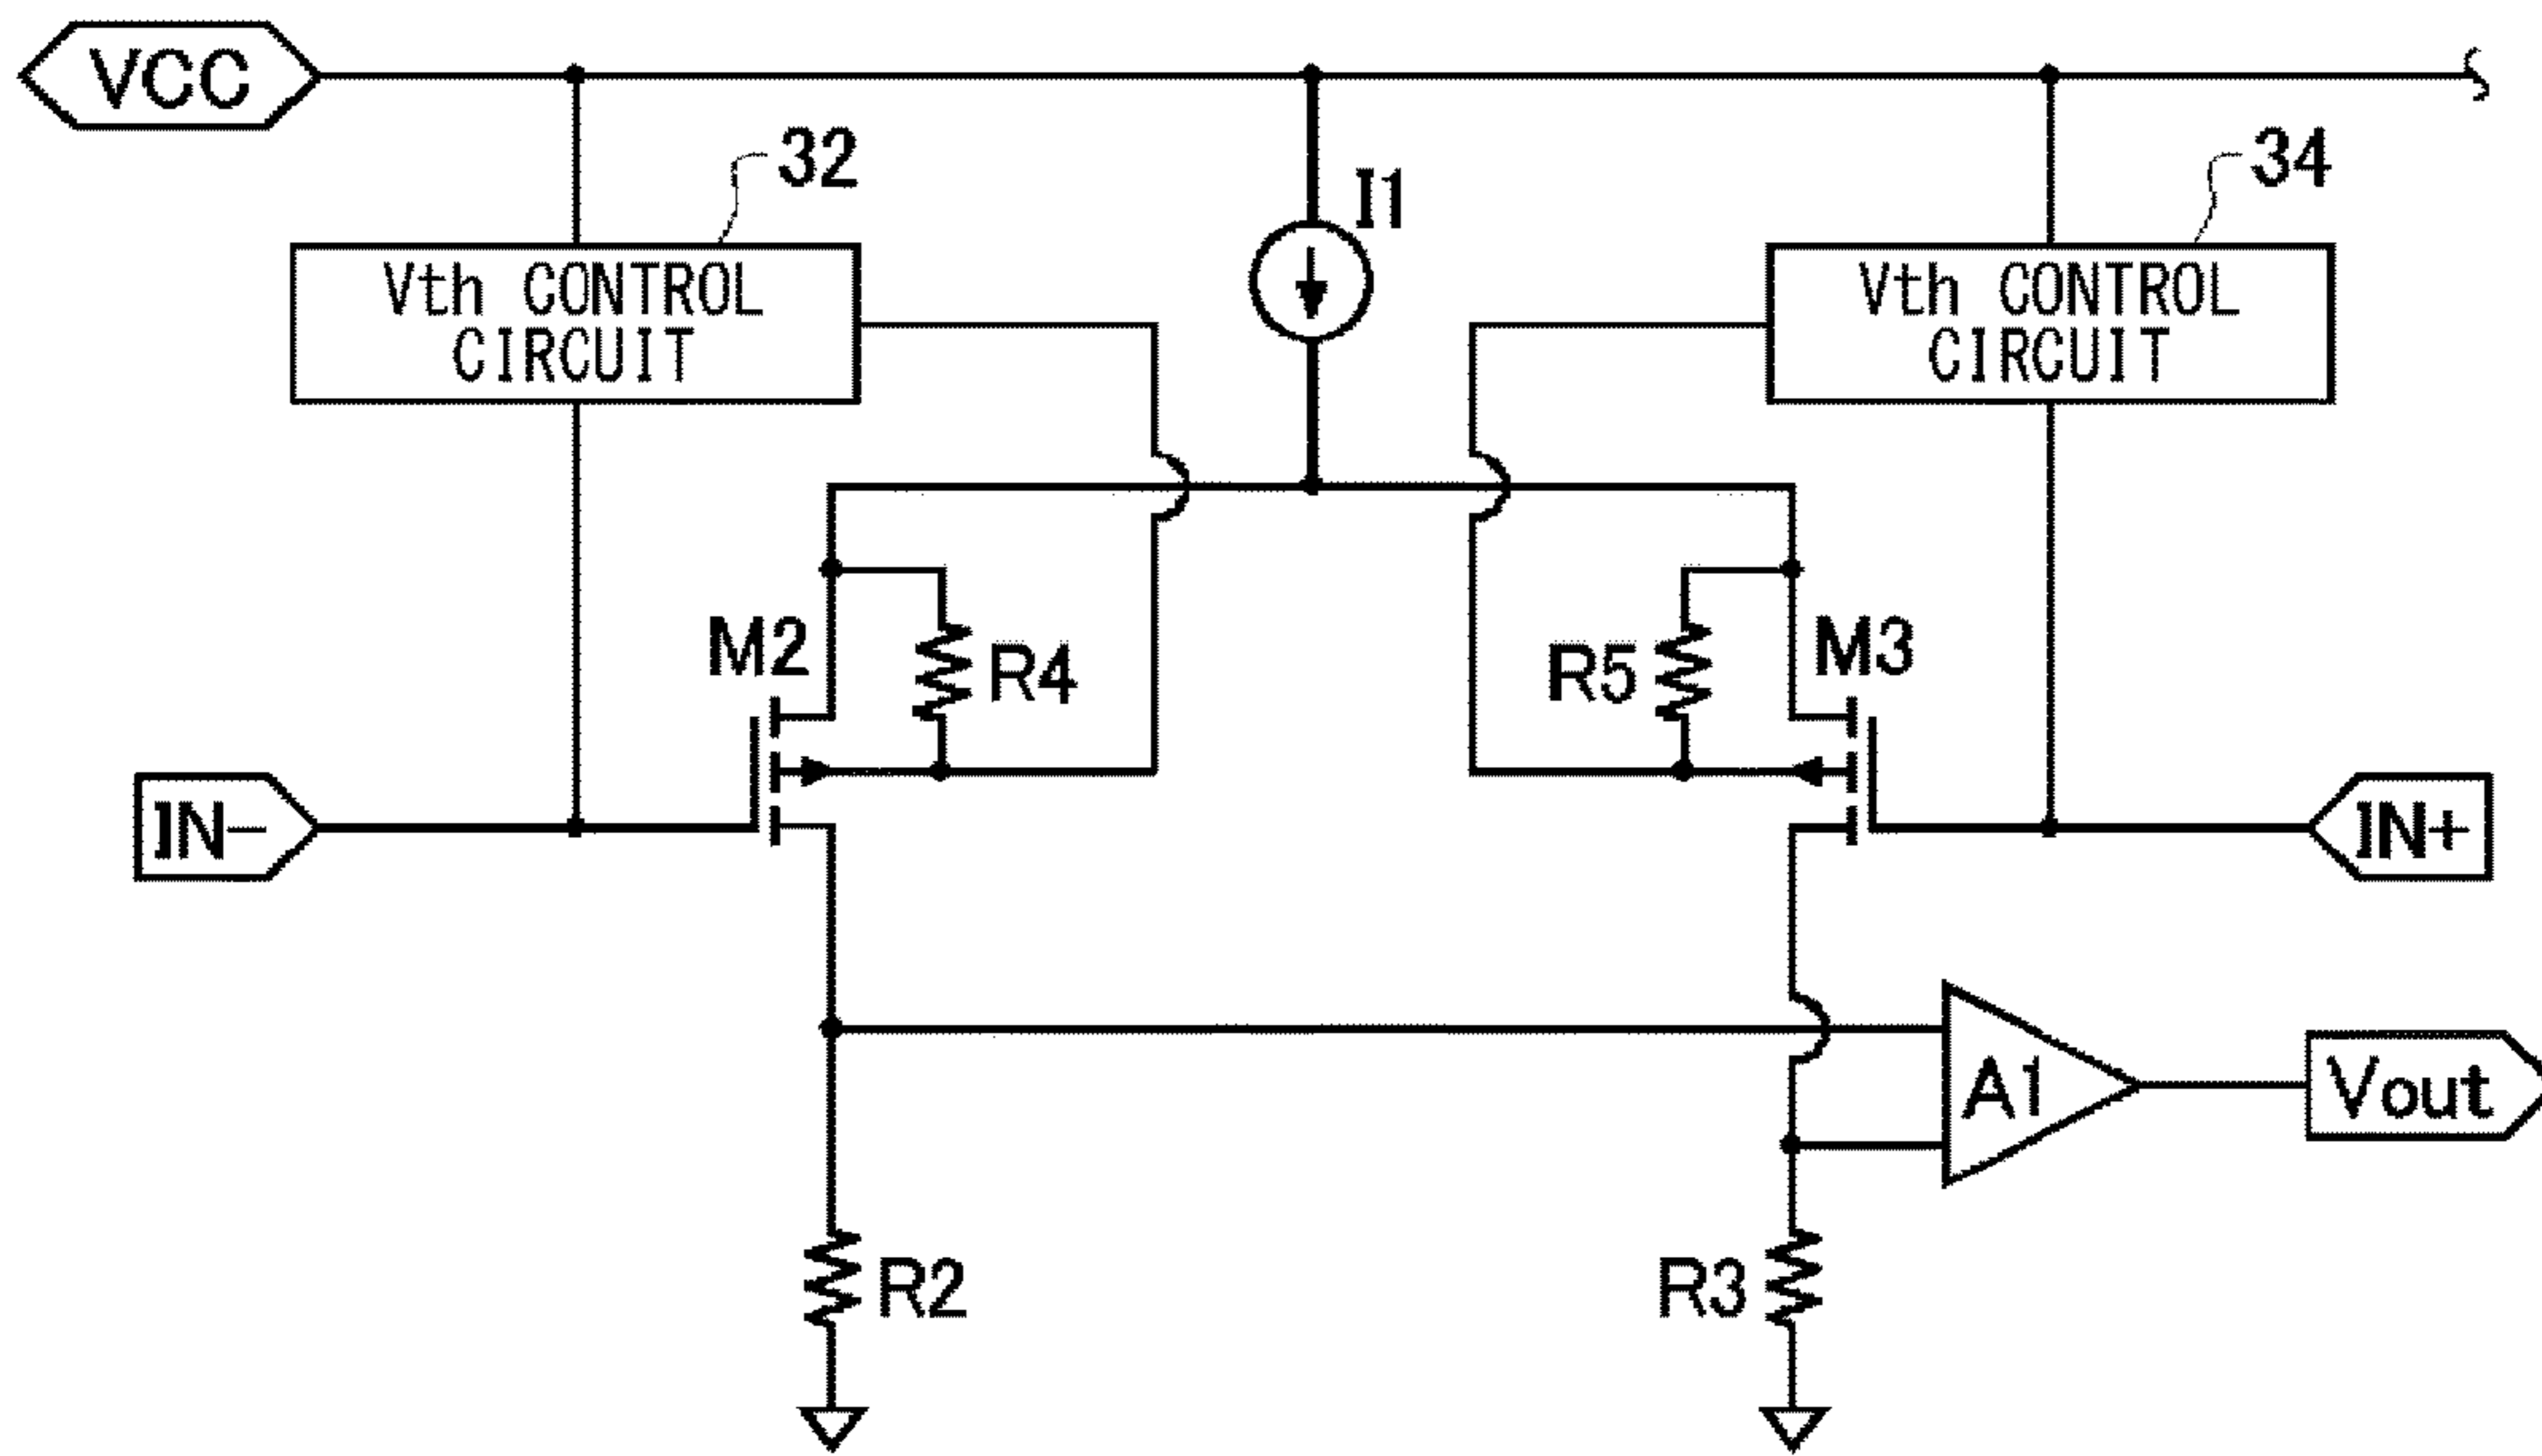 VCC
32
I1
34
Vth CONTROL
CIRCUIT
Vth CONTROL
CIRCUIT
M2
R4
R5
M3
IN-
IN+
A1
Vout
R2
R3